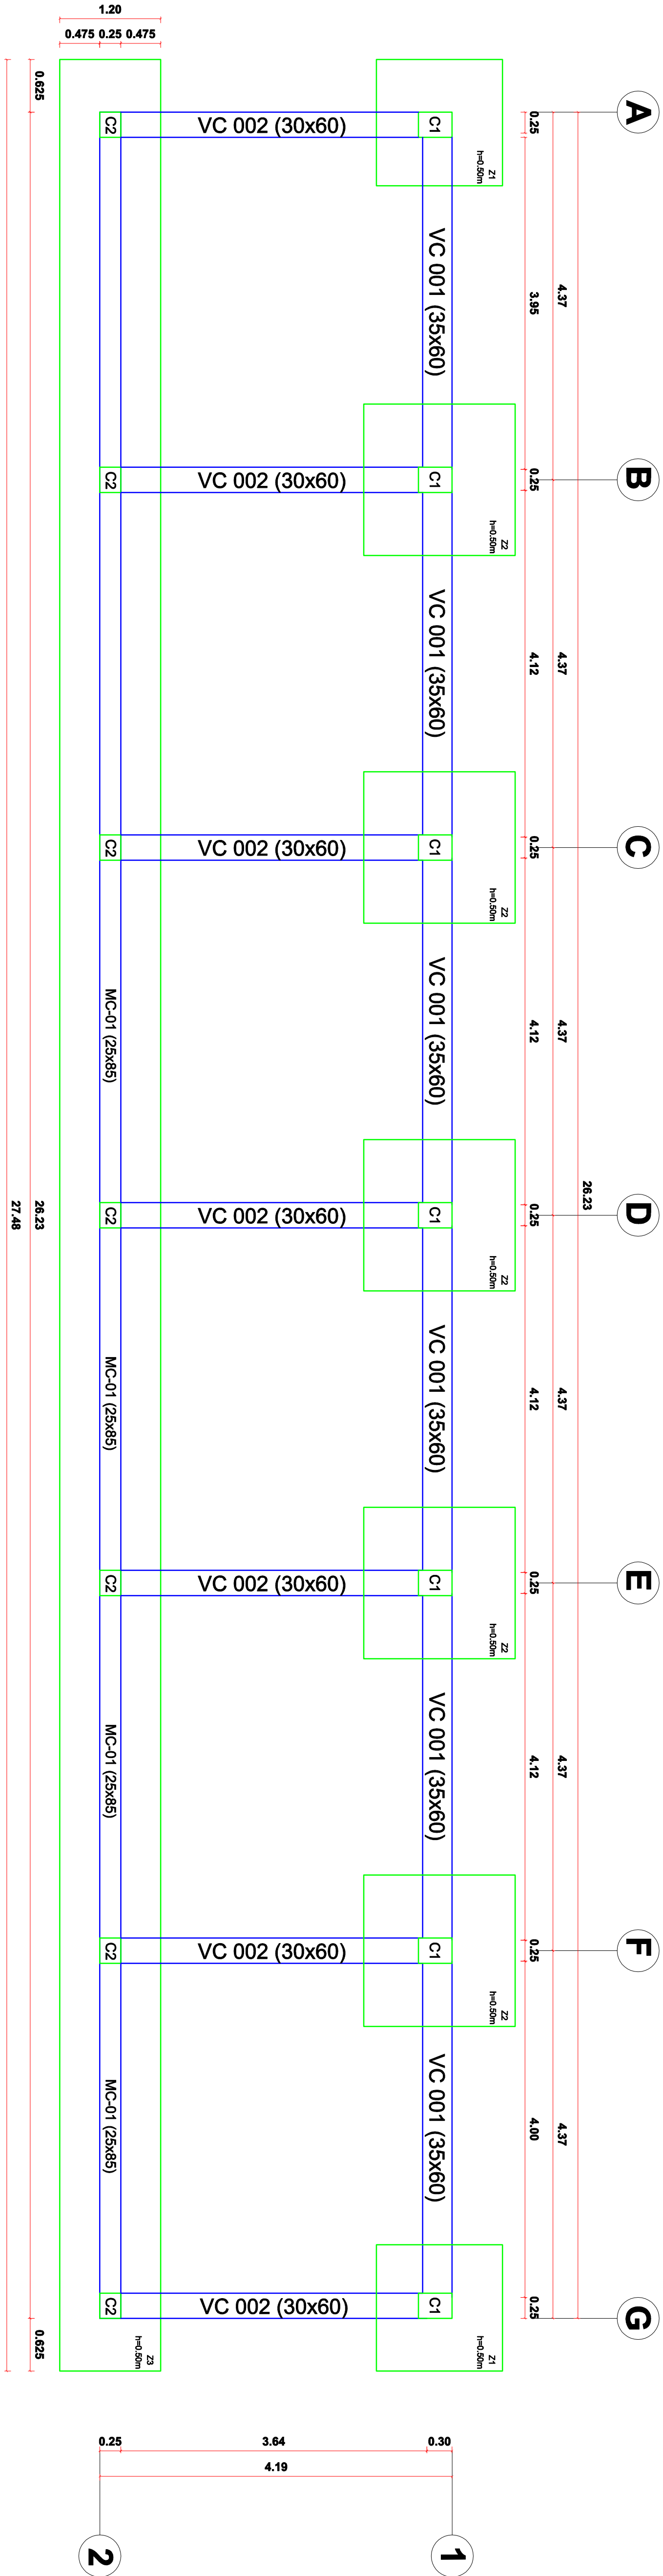 A
B
C
D
E
F
G
26.23
4.37
4.37
4.37
4.37
4.37
4.37
0.25
3.95
0.25
4.12
0.25
4.12
0.25
4.12
0.25
4.12
0.25
4.00
0.25
Z1
h=0.50m
Z2
h=0.50m
Z2
h=0.50m
Z2
h=0.50m
Z2
h=0.50m
Z2
h=0.50m
Z1
h=0.50m
C1
VC 001 (35x60)
C1
VC 001 (35x60)
C1
VC 001 (35x60)
C1
VC 001 (35x60)
C1
VC 001 (35x60)
C1
VC 001 (35x60)
C1
VC 002 (30x60)
VC 002 (30x60)
VC 002 (30x60)
VC 002 (30x60)
VC 002 (30x60)
VC 002 (30x60)
VC 002 (30x60)
Z3
h=0.50m
C2
C2
C2
MC-01 (25x85)
C2
MC-01 (25x85)
C2
MC-01 (25x85)
C2
MC-01 (25x85)
C2
1.20
0.475
0.25
0.475
0.625
26.23
0.625
27.48
0.30
3.64
0.25
4.19
1
2